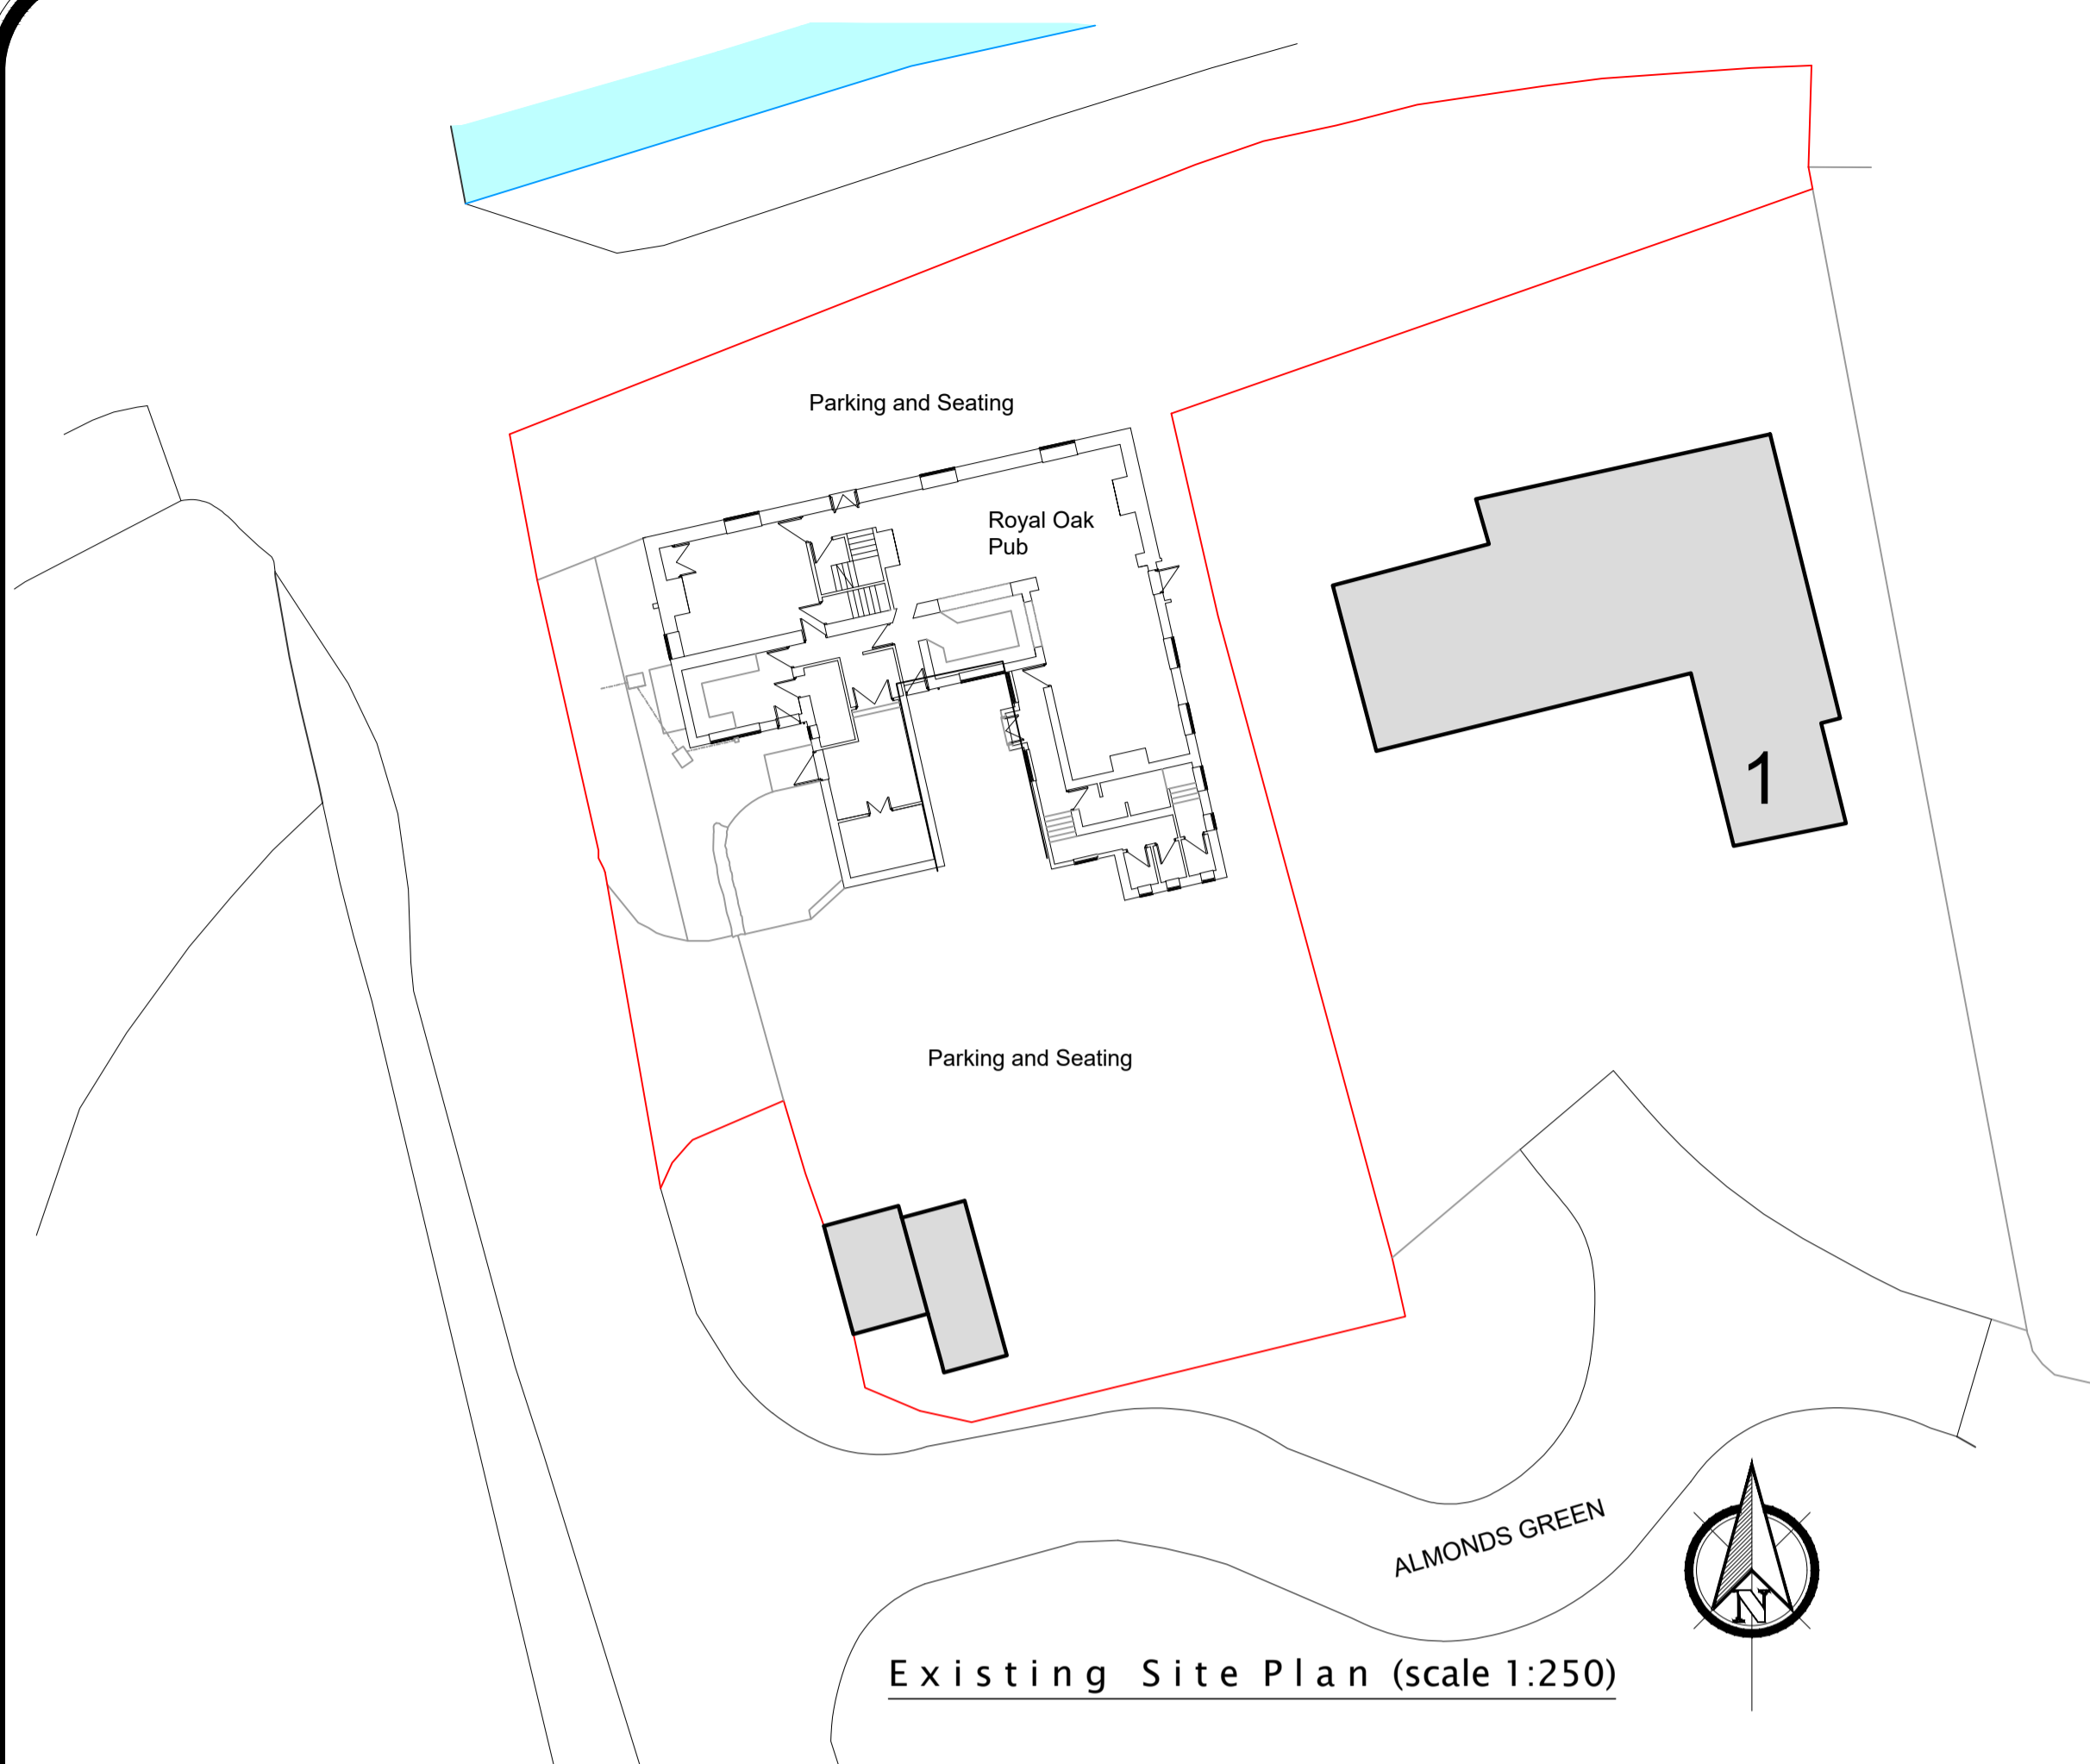 Parking and Seating
Royal Oak
Pub
1
Parking and Seating
ALMONDS GREEN
N
Existing Site Plan (scale 1:250)